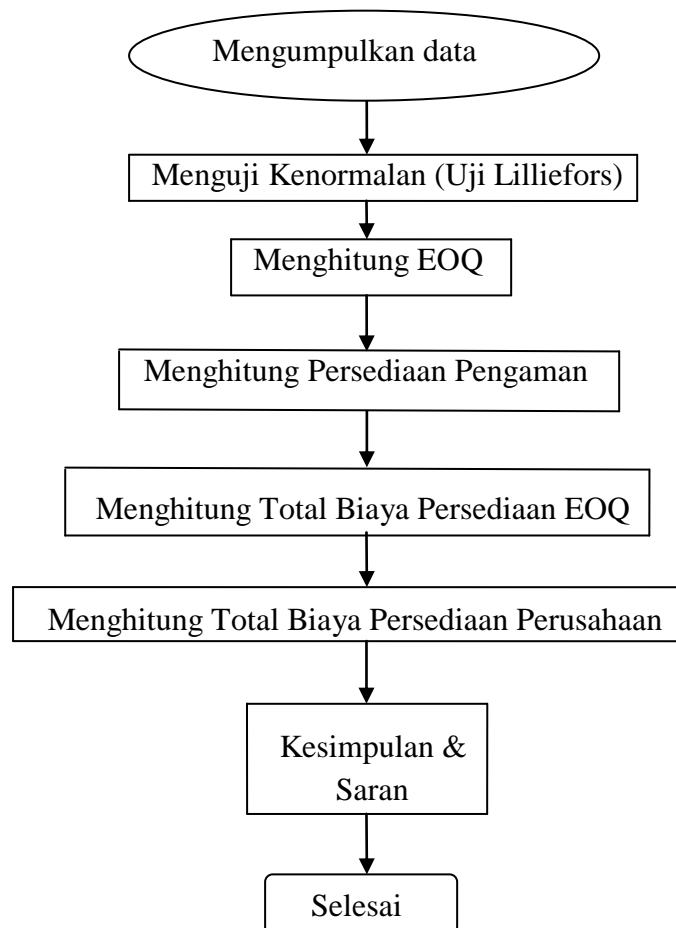 Mengumpulkan data
Menguji Kenormalan (Uji Lilliefors)
Menghitung EOQ
Menghitung Persediaan Pengaman
Menghitung Total Biaya Persediaan EOQ
Menghitung Total Biaya Persediaan Perusahaan
Kesimpulan &
Saran
Selesai